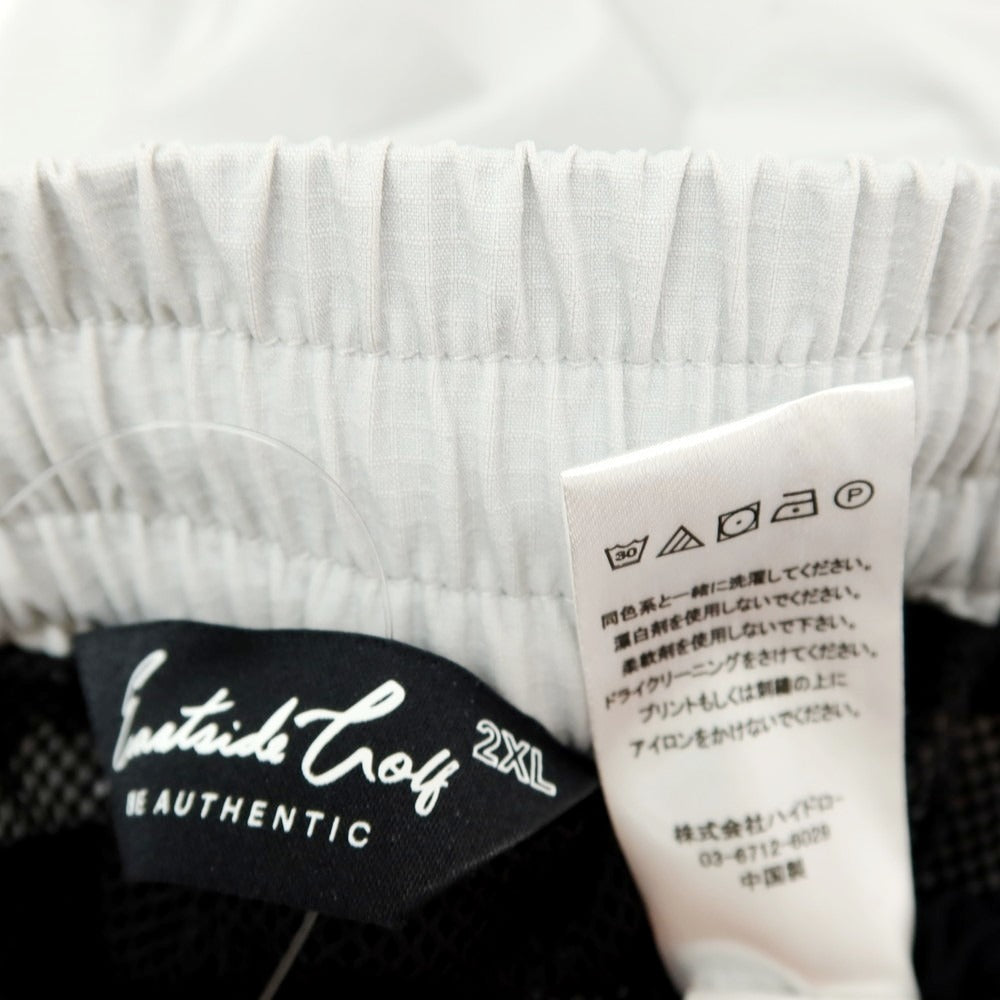 Eastside Golf
2XL
BE AUTHENTIC
30
P
同色系と一緒に洗濯してください。
漂白剤を使用しないでください。
柔軟剤を使用しないで下さい。
ドライクリーニングをさけてください。
プリントもしくは刺繍の上に
アイロンをかけないでください。
株式会社ハイドロー
03-6712-6029
中国製